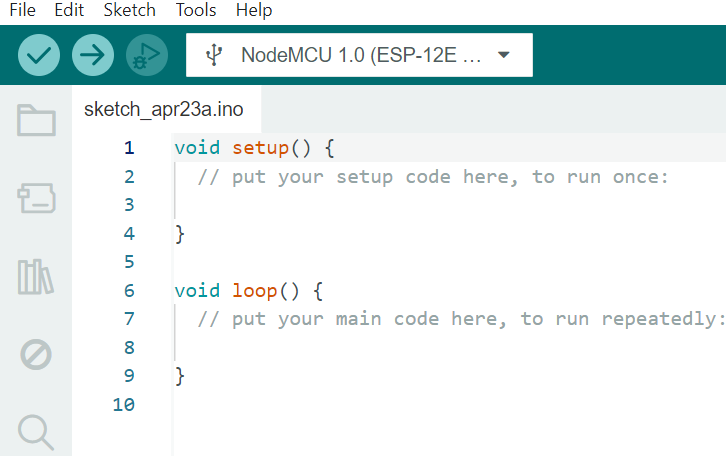 File Edit Sketch Tools Help
NodeMCU 1.0 (ESP-12E ...
sketch_apr23a.ino
1 void setup() {
2 // put your setup code here, to run once:
3
4 }
5
6 void loop() {
7 // put your main code here, to run repeatedly:
8
9 }
10